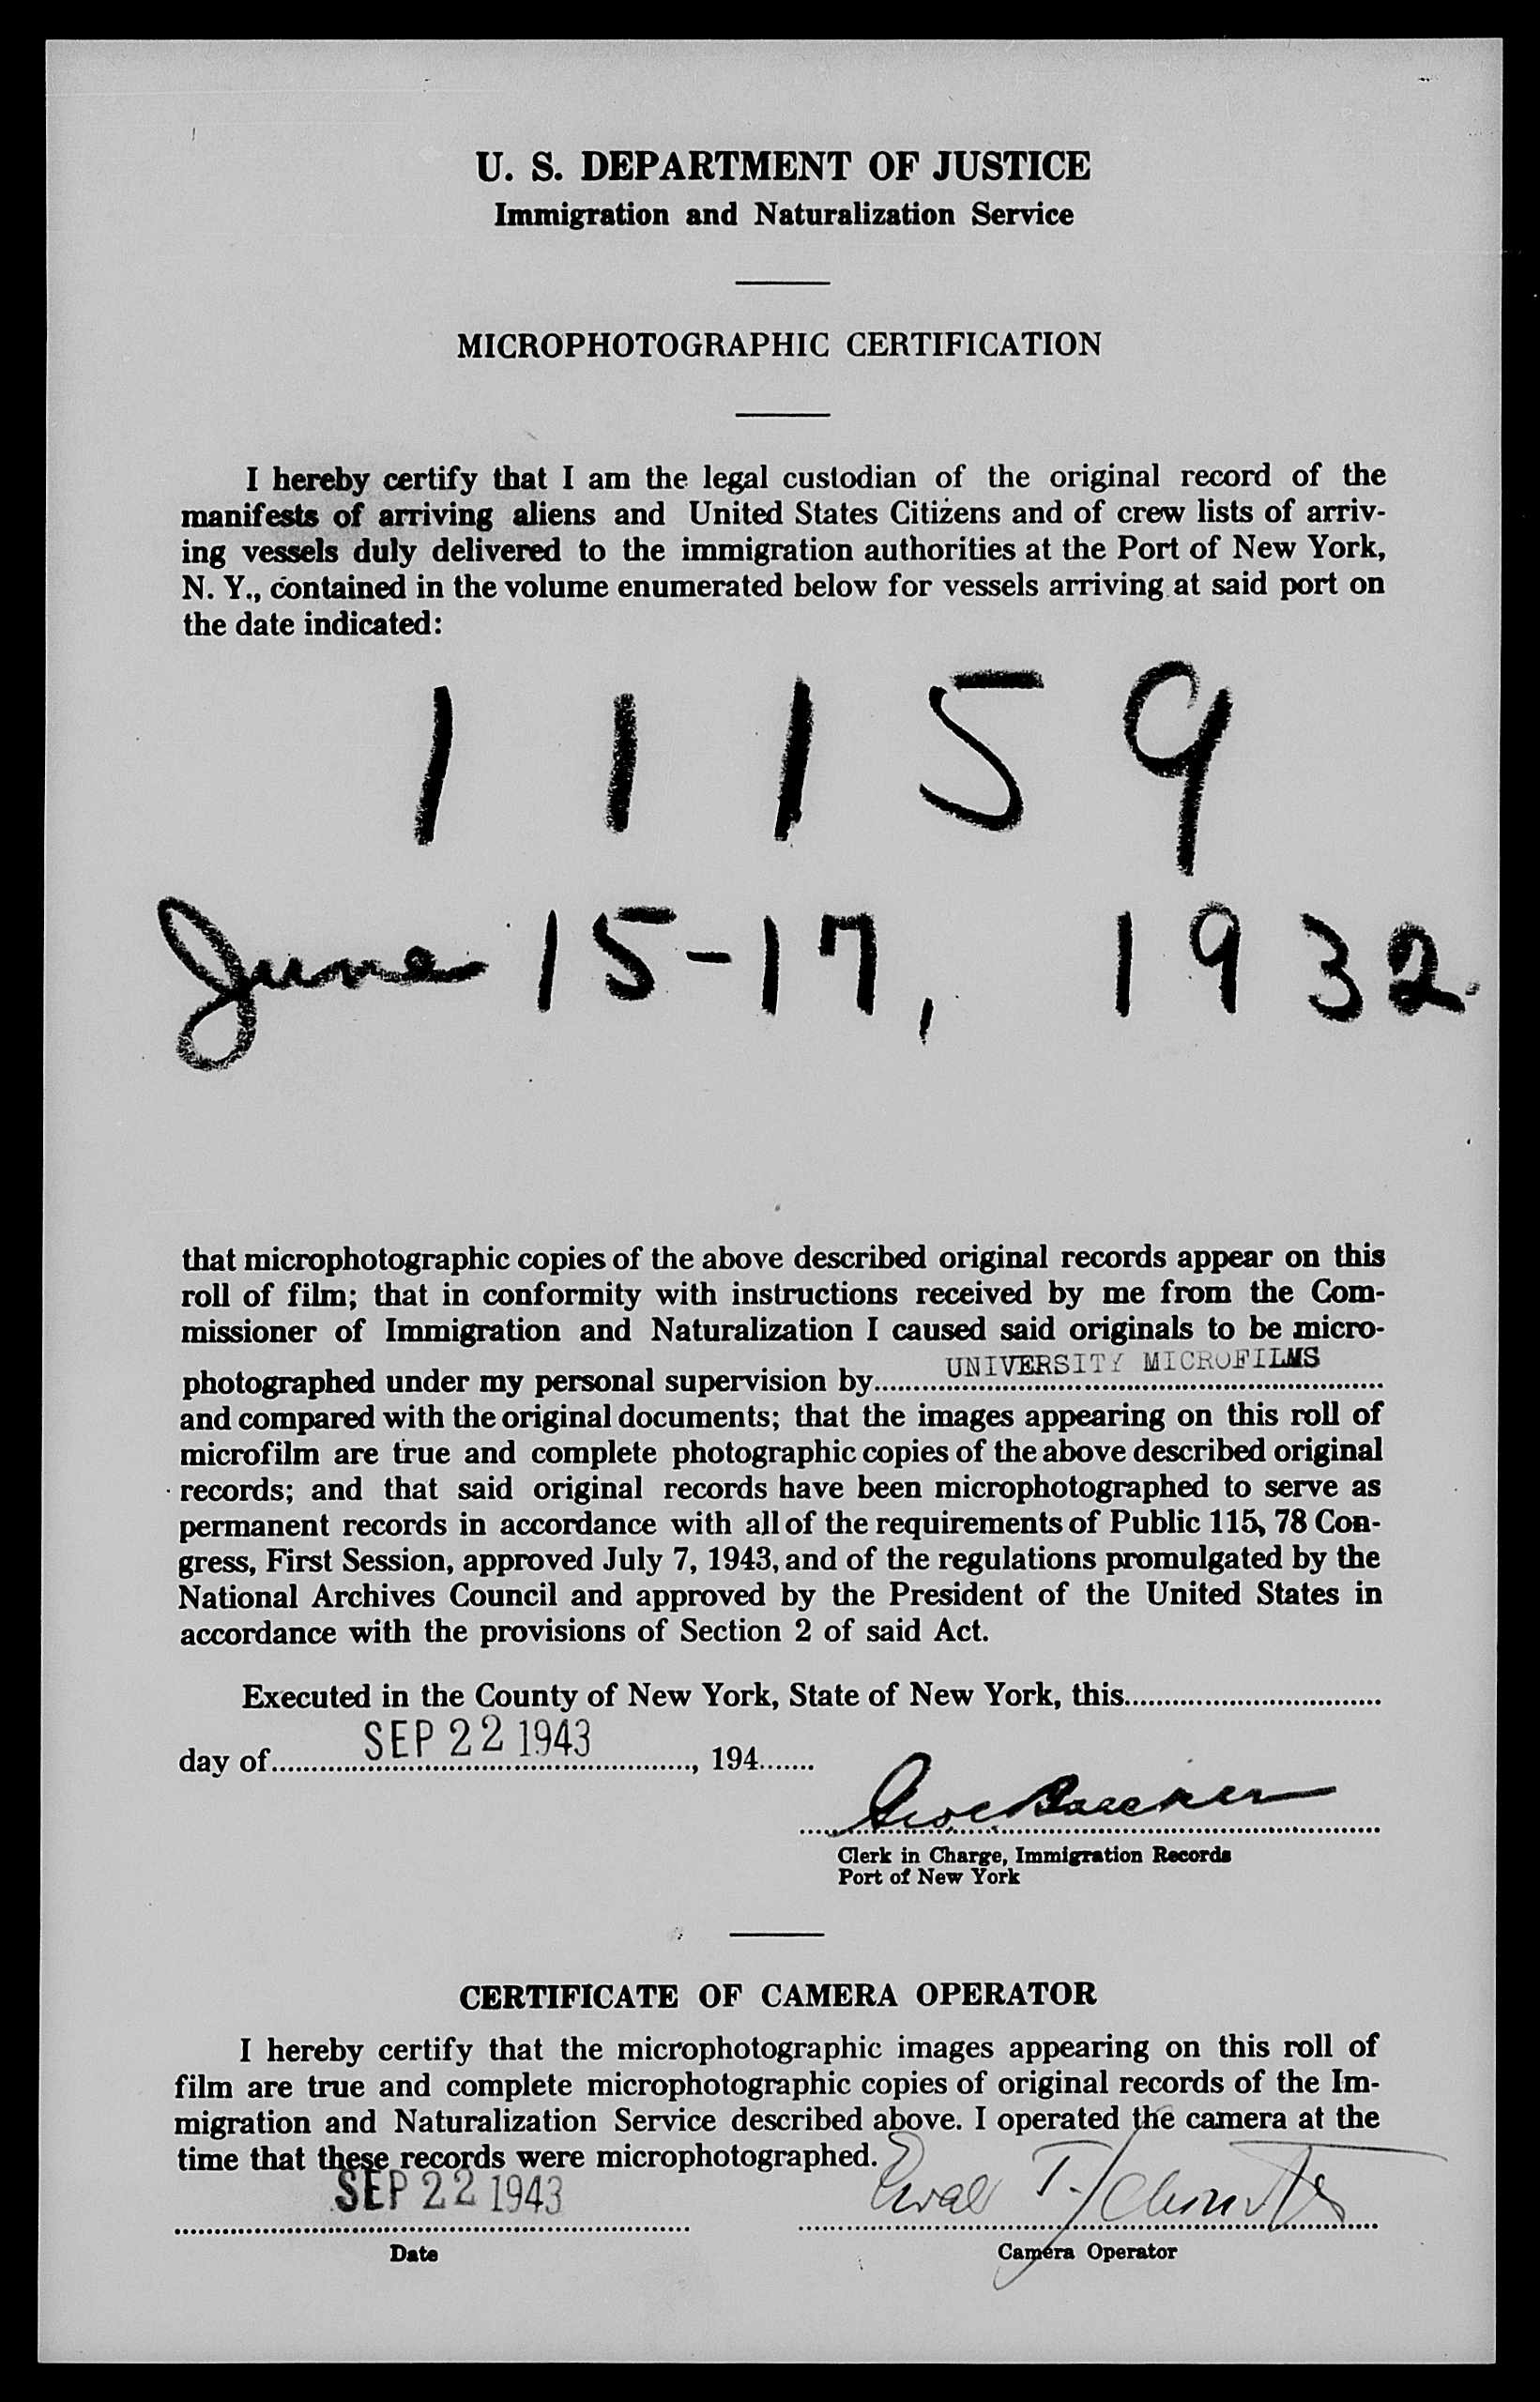 U. S. DEPARTMENT OF JUSTICE
Immigration and Naturalization Service
MICROPHOTOGRAPHIC CERTIFICATION
I hereby certify that I am the legal custodian of the original record of the
manifests of arriving aliens and United States Citizens and of crew lists of arriv-
ing vessels duly delivered to the immigration authorities at the Port of New York,
N. Y., contained in the volume enumerated below for vessels arriving at said port on
the date indicated:
1 1 1 5 9
June 15-17, 1932.
that microphotographic copies of the above described original records appear on this
roll of film; that in conformity with instructions received by me from the Com-
missioner of Immigration and Naturalization I caused said originals to be micro-
photographed under my personal supervision by UNIVERSITY MICROFILMS
and compared with the original documents; that the images appearing on this roll of
microfilm are true and complete photographic copies of the above described original
records; and that said original records have been microphotographed to serve as
permanent records in accordance with all of the requirements of Public 115, 78 Con-
gress, First Session, approved July 7, 1943, and of the regulations promulgated by the
National Archives Council and approved by the President of the United States in
accordance with the provisions of Section 2 of said Act.
Executed in the County of New York, State of New York, this
day of SEP 22 1943, 194
Clerk in Charge, Immigration Records
Port of New York
CERTIFICATE OF CAMERA OPERATOR
I hereby certify that the microphotographic images appearing on this roll of
film are true and complete microphotographic copies of original records of the Im-
migration and Naturalization Service described above. I operated the camera at the
time that these records were microphotographed.
SEP 22 1943
Date
Camera Operator